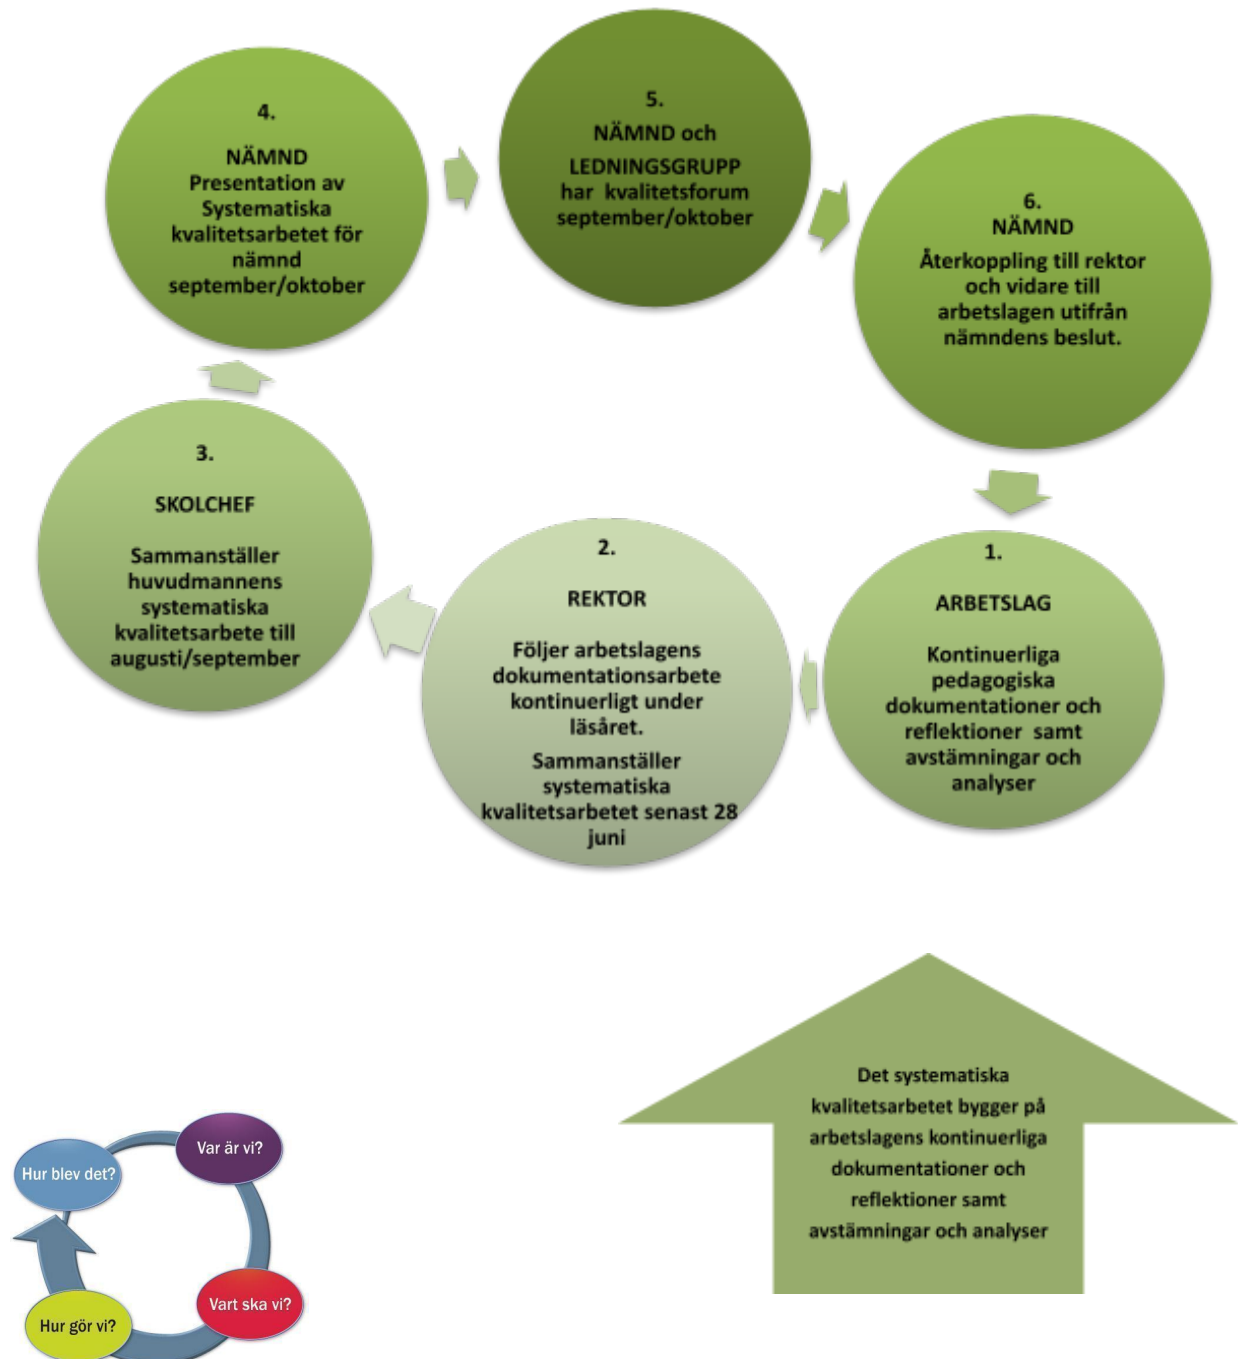 4.
NÄMND
Presentation av
Systematiska
kvalitetsarbetet för
nämnd
september/oktober
5.
NÄMND och
LEDNINGSGRUPP
har kvalitetsforum
september/oktober
6.
NÄMND
Återkoppling till rektor
och vidare till
arbetslagen utifrån
nämndens beslut.
3.
SKOLCHEF
Sammanställer
huvudmannens
systematiska
kvalitetsarbete till
augusti/september
2.
REKTOR
Följer arbetslagens
dokumentationsarbete
kontinuerligt under
läsåret.
Sammanställer
systematiska
kvalitetsarbetet senast 28
juni
1.
ARBETSLAG
Kontinuerliga
pedagogiska
dokumentationer och
reflektioner samt
avstämningar och
analyser
Det systematiska
kvalitetsarbetet bygger på
arbetslagens kontinuerliga
dokumentationer och
reflektioner samt
avstämningar och analyser
Var är vi?
Hur blev det?
Vart ska vi?
Hur gör vi?